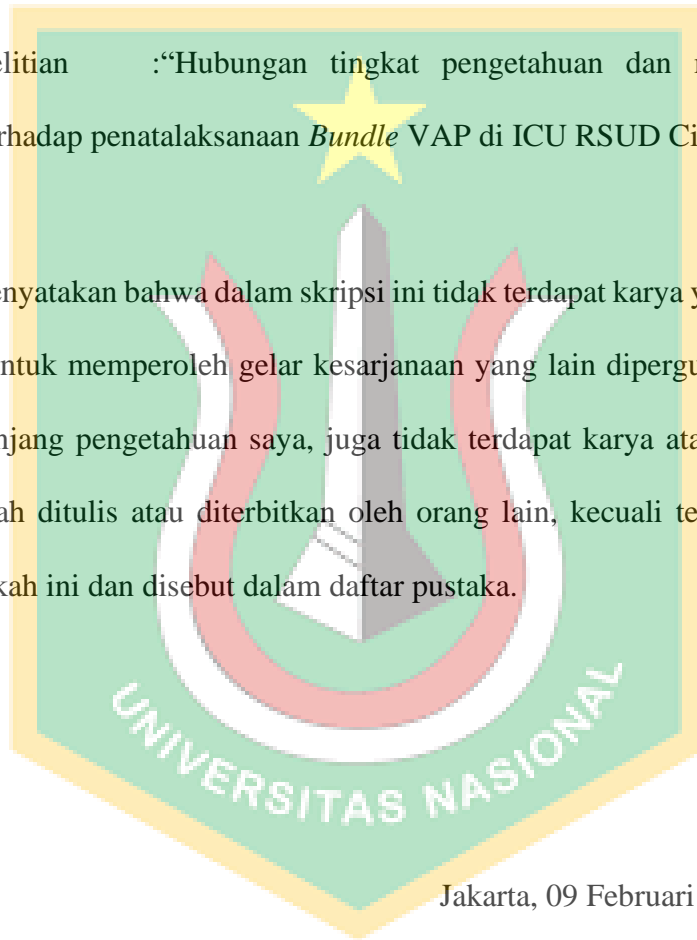 elitian :“Hubungan tingkat pengetahuan dan
rhadap penatalaksanaan Bundle VAP di ICU RSUD Ci
enyatakan bahwa dalam skripsi ini tidak terdapat karya y
ntuk memperoleh gelar kesarjanaan yang lain dipergu
njang pengetahuan saya, juga tidak terdapat karya ata
ah ditulis atau diterbitkan oleh orang lain, kecuali te
kah ini dan disebut dalam daftar pustaka.
UNIVERSITAS NASIONAL
Jakarta, 09 Februari